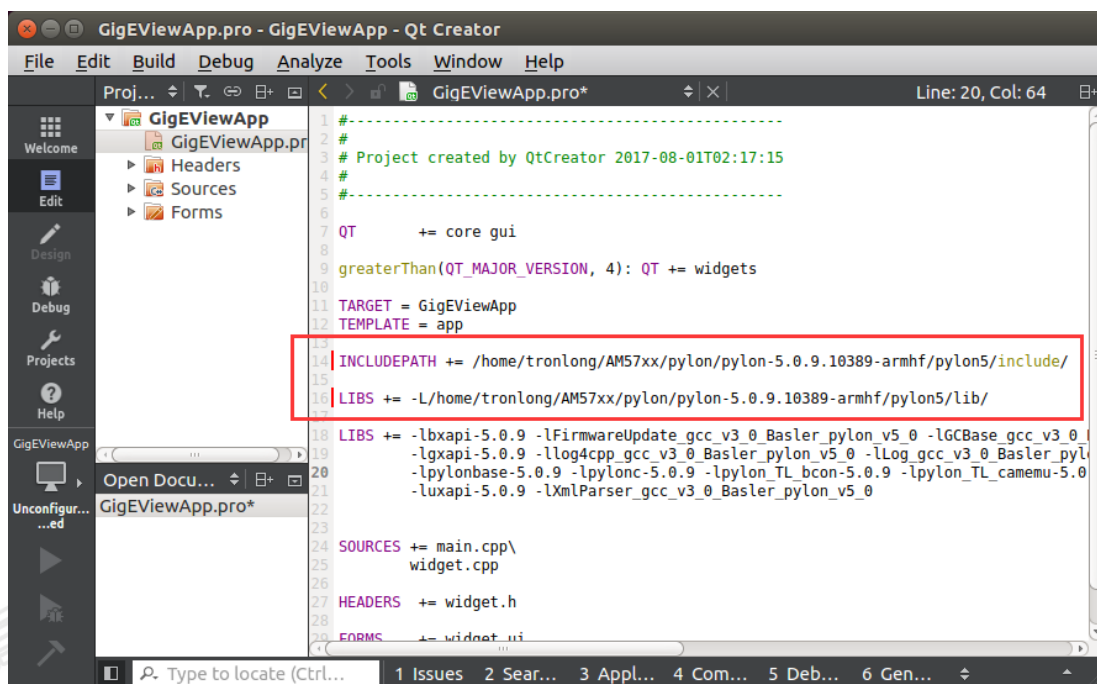 GigEViewApp.pro - GigEViewApp - Qt Creator
File Edit Build Debug Analyze Tools Window Help
Proj... GigEViewApp.pro* Line: 20, Col: 64
Welcome
Edit
Design
Debug
Projects
Help
GigEViewApp
Unconfigur...
...ed
GigEViewApp
GigEViewApp.pr
Headers
Sources
Forms
Open Docu...
GigEViewApp.pro*
1 #-------------------------------------------------
2 #
3 # Project created by QtCreator 2017-08-01T02:17:15
4 #
5 #-------------------------------------------------
6
7 QT       += core gui
8
9 greaterThan(QT_MAJOR_VERSION, 4): QT += widgets
10
11 TARGET = GigEViewApp
12 TEMPLATE = app
13
14 INCLUDEPATH += /home/tronlong/AM57xx/pylon/pylon-5.0.9.10389-armhf/pylon5/include/
15
16 LIBS += -L/home/tronlong/AM57xx/pylon/pylon-5.0.9.10389-armhf/pylon5/lib/
17
18 LIBS += -lbxapi-5.0.9 -lFirmwareUpdate_gcc_v3_0_Basler_pylon_v5_0 -lGCBase_gcc_v3_0_
19 -lgxapi-5.0.9 -llog4cpp_gcc_v3_0_Basler_pylon_v5_0 -lLog_gcc_v3_0_Basler_pyl
20 -lpylonbase-5.0.9 -lpylonc-5.0.9 -lpylon_TL_bcon-5.0.9 -lpylon_TL_camemu-5.0
21 -luxapi-5.0.9 -lXmlParser_gcc_v3_0_Basler_pylon_v5_0
22
23
24 SOURCES += main.cpp\
25 widget.cpp
26
27 HEADERS  += widget.h
28
29 FORMS    += widget.ui
Type to locate (Ctrl... 1 Issues 2 Sear... 3 Appl... 4 Com... 5 Deb... 6 Gen...